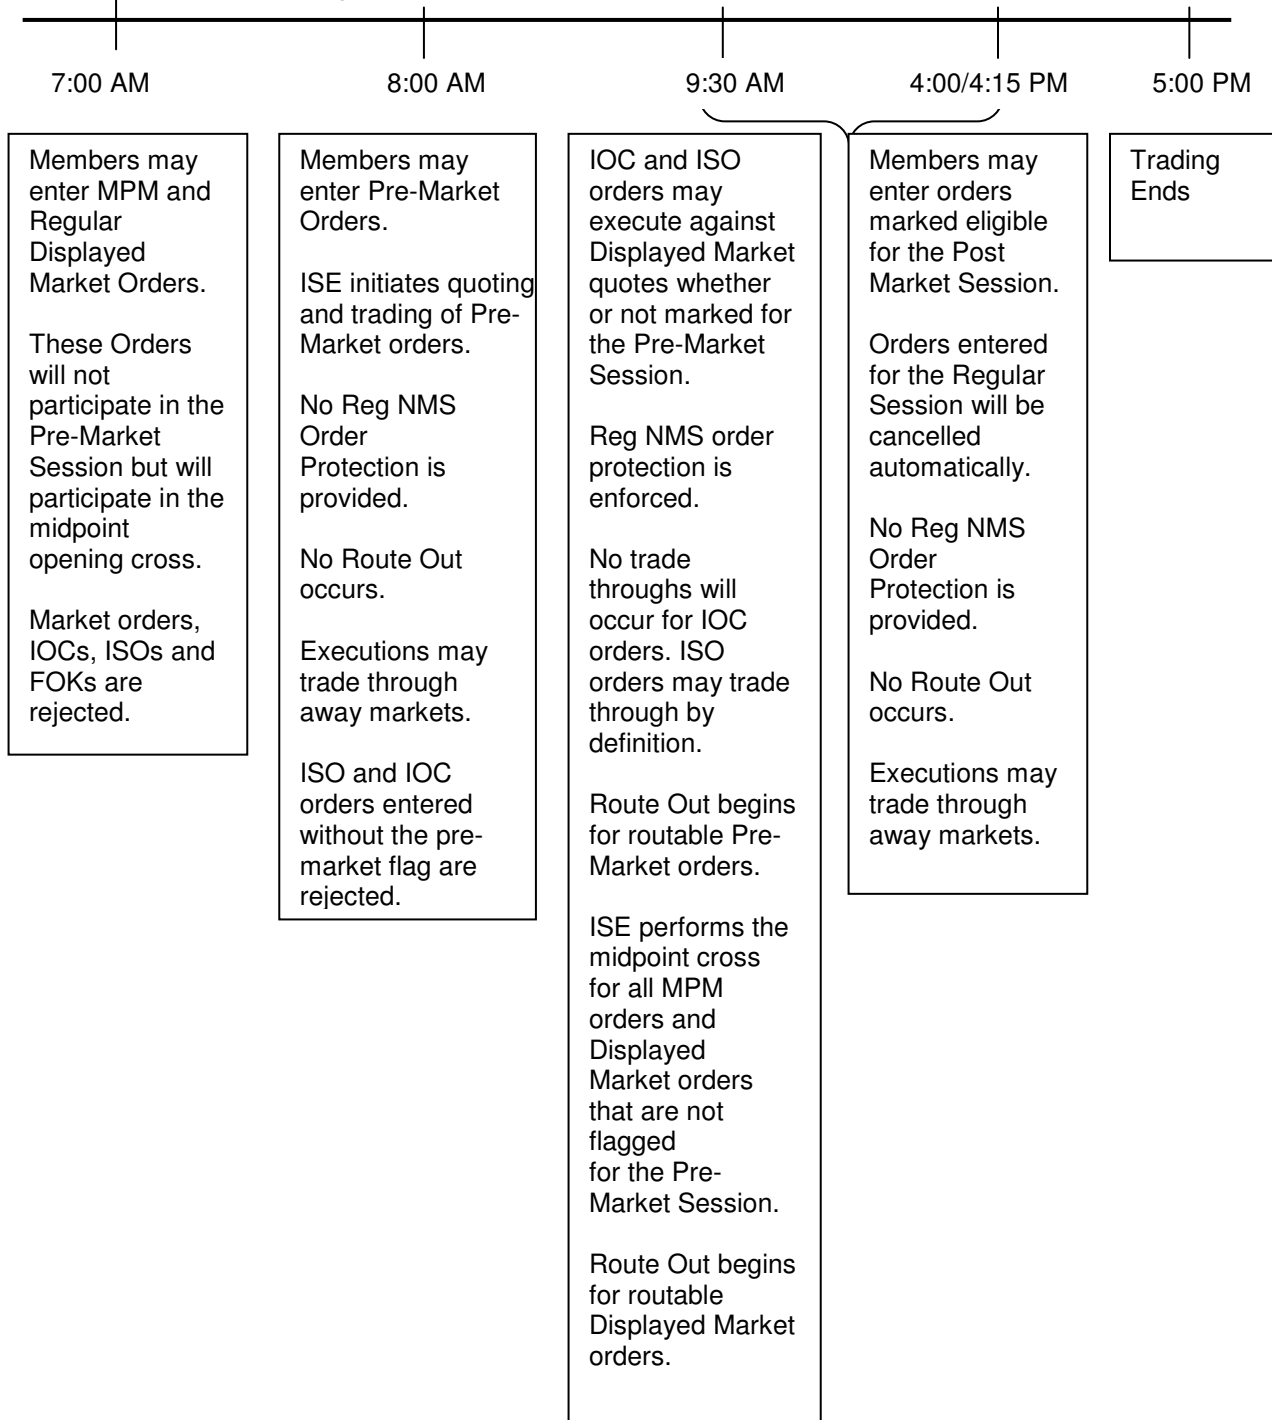 7:00 AM
8:00 AM
9:30 AM
4:00/4:15 PM
5:00 PM
Members may
enter MPM and
Regular
Displayed
Market Orders.
These Orders
will not
participate in the
Pre-Market
Session but will
participate in the
midpoint
opening cross.
Market orders,
IOCs, ISOs and
FOKs are
rejected.
Members may
enter Pre-Market
Orders.
ISE initiates quoting
and trading of Pre-
Market orders.
No Reg NMS
Order
Protection is
provided.
No Route Out
occurs.
Executions may
trade through
away markets.
ISO and IOC
orders entered
without the pre-
market flag are
rejected.
IOC and ISO
orders may
execute against
Displayed Market
quotes whether
or not marked for
the Pre-Market
Session.
Reg NMS order
protection is
enforced.
No trade
throughs will
occur for IOC
orders. ISO
orders may trade
through by
definition.
Route Out begins
for routable Pre-
Market orders.
ISE performs the
midpoint cross
for all MPM
orders and
Displayed
Market orders
that are not
flagged
for the Pre-
Market Session.
Route Out begins
for routable
Displayed Market
orders.
Members may
enter orders
marked eligible
for the Post
Market Session.
Orders entered
for the Regular
Session will be
cancelled
automatically.
No Reg NMS
Order
Protection is
provided.
No Route Out
occurs.
Executions may
trade through
away markets.
Trading
Ends